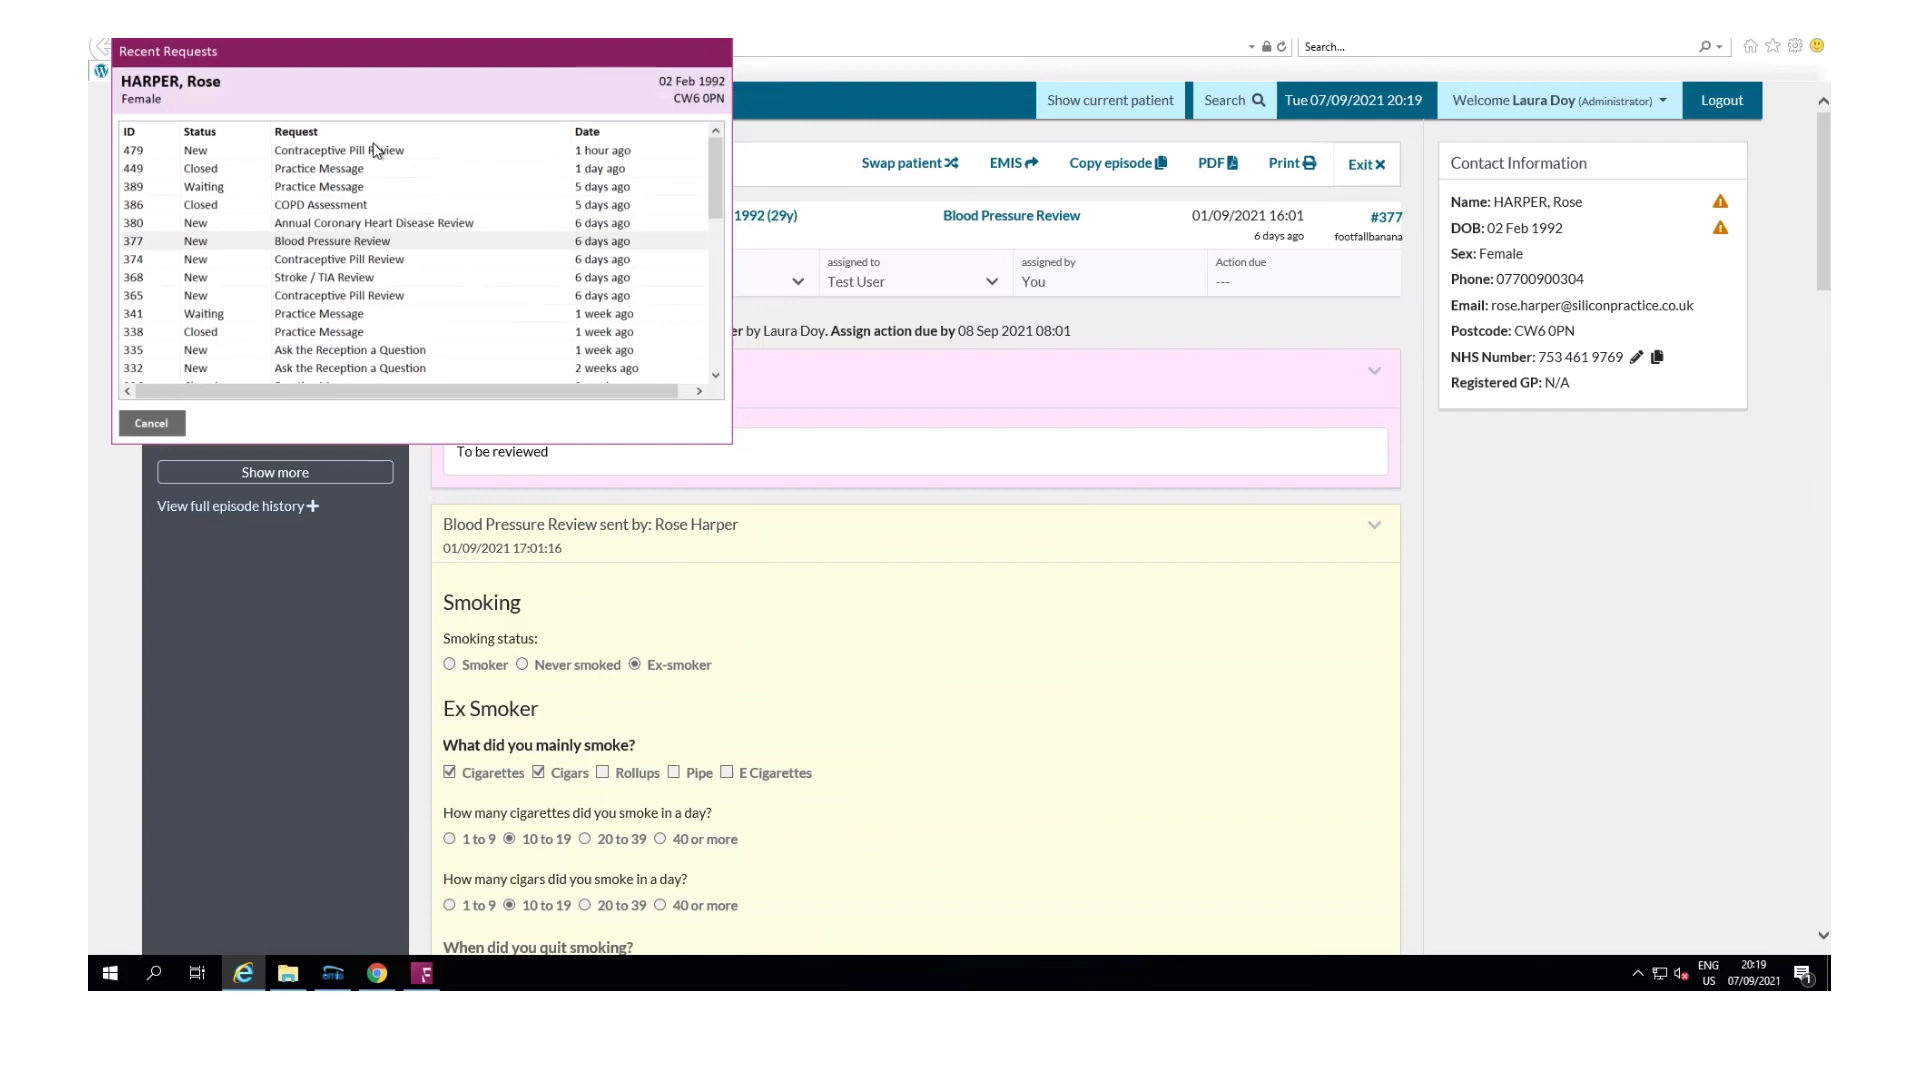 Recent Requests
HARPER, Rose 02 Feb 1992
Female CW6 0PN
ID Status Request Date
479 New Contraceptive Pill Review 1 hour ago
449 Closed Practice Message 1 day ago
389 Waiting Practice Message 5 days ago
386 Closed COPD Assessment 5 days ago
380 New Annual Coronary Heart Disease Review 6 days ago
377 New Blood Pressure Review 6 days ago
374 New Contraceptive Pill Review 6 days ago
368 New Stroke / TIA Review 6 days ago
365 New Contraceptive Pill Review 6 days ago
341 Waiting Practice Message 1 week ago
338 Closed Practice Message 1 week ago
335 New Ask the Reception a Question 1 week ago
332 New Ask the Reception a Question 2 weeks ago
Cancel
Search...
Show current patient Search Tue 07/09/2021 20:19 Welcome Laura Doy (Administrator) Logout
Swap patient EMIS Copy episode PDF Print Exit
1992 (29y) Blood Pressure Review 01/09/2021 16:01 #377
6 days ago footfallbanana
assigned to assigned by Action due
Test User You ---
er by Laura Doy. Assign action due by 08 Sep 2021 08:01
To be reviewed
Show more
View full episode history
Blood Pressure Review sent by: Rose Harper
01/09/2021 17:01:16
Smoking
Smoking status:
Smoker Never smoked Ex-smoker
Ex Smoker
What did you mainly smoke?
Cigarettes Cigars Rollups Pipe E Cigarettes
How many cigarettes did you smoke in a day?
1 to 9 10 to 19 20 to 39 40 or more
How many cigars did you smoke in a day?
1 to 9 10 to 19 20 to 39 40 or more
When did you quit smoking?
Contact Information
Name: HARPER, Rose
DOB: 02 Feb 1992
Sex: Female
Phone: 07700900304
Email: rose.harper@siliconpractice.co.uk
Postcode: CW6 0PN
NHS Number: 753 461 9769
Registered GP: N/A
emis
ENG 20:19
US 07/09/2021 1